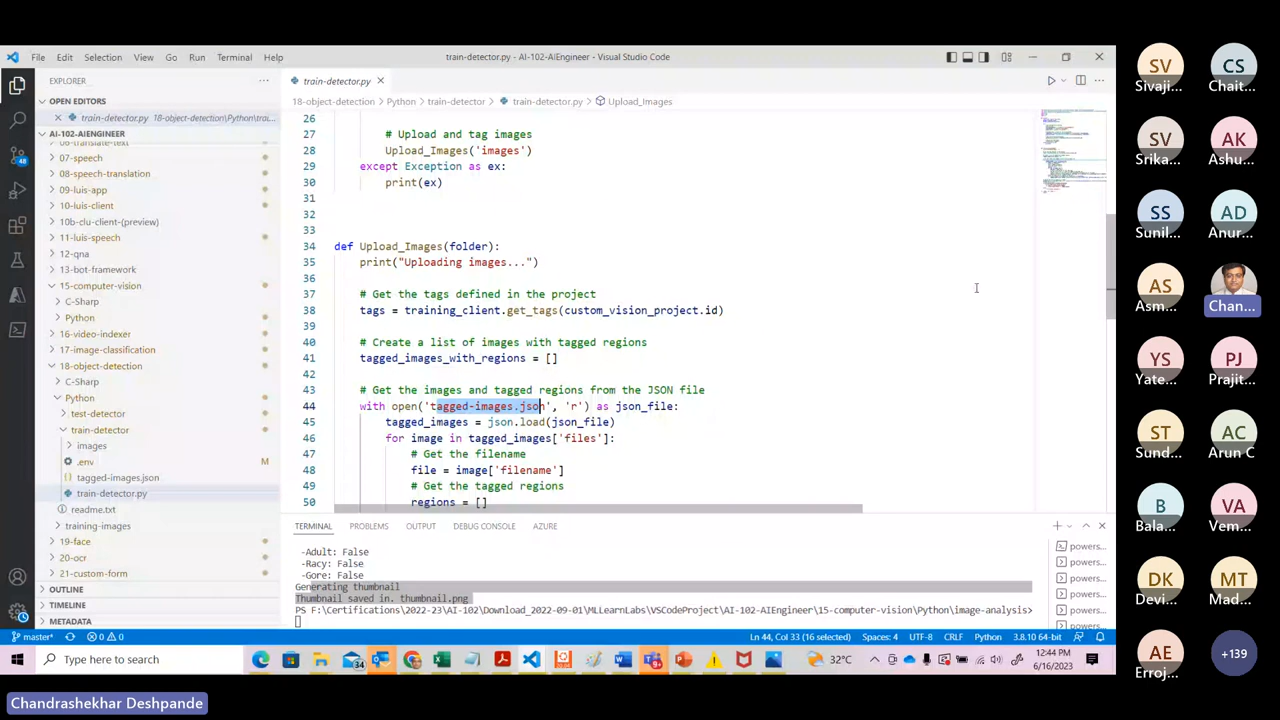 File Edit Selection View Go Run Terminal Help
train-detector.py - AI-102-AIEngineer - Visual Studio Code
EXPLORER
OPEN EDITORS
train-detector.py 18-object-detection\Python\trai...
AI-102-AIENGINEER
06-translate-text
07-speech
08-speech-translation
09-luis-app
10-luis-client
10b-clu-client-(preview)
11-luis-speech
12-qna
13-bot-framework
15-computer-vision
C-Sharp
Python
16-video-indexer
17-image-classification
18-object-detection
C-Sharp
Python
test-detector
train-detector
images
.env M
tagged-images.json
train-detector.py
readme.txt
training-images
19-face
20-ocr
21-custom-form
OUTLINE
TIMELINE
METADATA
48
train-detector.py
18-object-detection > Python > train-detector > train-detector.py > Upload_Images
26
27 # Upload and tag images
28 Upload_Images('images')
29 except Exception as ex:
30 print(ex)
31
32
33
34 def Upload_Images(folder):
35 print("Uploading images...")
36
37 # Get the tags defined in the project
38 tags = training_client.get_tags(custom_vision_project.id)
39
40 # Create a list of images with tagged regions
41 tagged_images_with_regions = []
42
43 # Get the images and tagged regions from the JSON file
44 with open('tagged-images.json', 'r') as json_file:
45 tagged_images = json.load(json_file)
46 for image in tagged_images['files']:
47 # Get the filename
48 file = image['filename']
49 # Get the tagged regions
50 regions = []
TERMINAL PROBLEMS OUTPUT DEBUG CONSOLE AZURE
-Adult: False
-Racy: False
-Gore: False
Generating thumbnail
Thumbnail saved in. thumbnail.png
PS F:\Certifications\2022-23\AI-102\Download_2022-09-01\MLLearnLabs\VSCodeProject\AI-102-AIEngineer\15-computer-vision\Python\image-analysis>
powers...
powers...
powers...
powers...
powers...
powers...
master* 0 0
Ln 44, Col 33 (16 selected) Spaces: 4 UTF-8 CRLF Python 3.8.10 64-bit
Type here to search
34
32°C
12:44 PM
6/16/2023
SV CS
Sivaji... Chait...
SV AK
Srika... Ashu...
SS AD
Sunil... Anur...
AS
Asm... Chan...
YS PJ
Yate... Prajit...
ST AC
Sund... Arun C
B VA
Bala... Vem...
DK MT
Devi... Mad...
AE +139
Erroj...
Chandrashekhar Deshpande